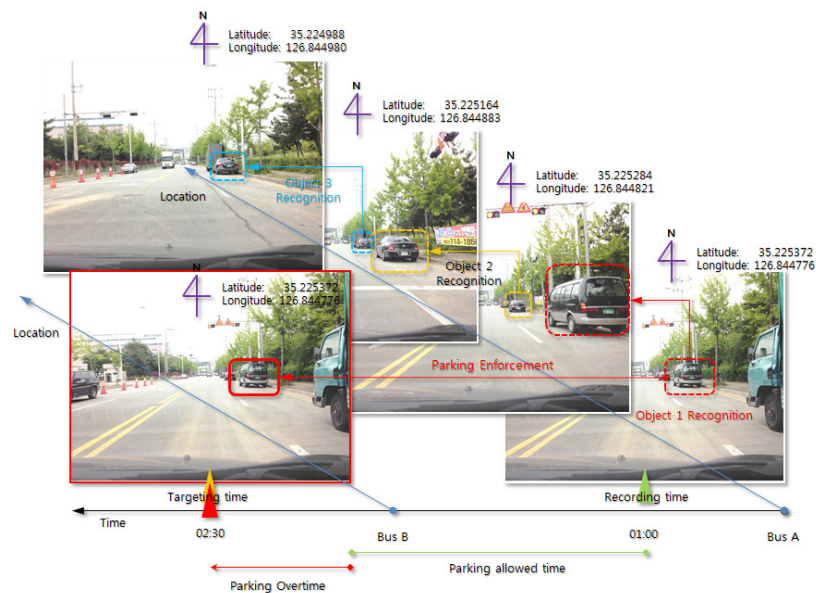 N
Latitude: 35.224988
Longitude: 126.844980
N
Latitude: 35.225164
Longitude: 126.844883
N
Latitude: 35.225284
Longitude: 126.844821
N
Latitude: 35.225372
Longitude: 126.844776
Object 3
Recognition
Location
114-186
Object 2
Recognition
N
Latitude: 35.225372
Longitude: 126.844776
Location
Parking Enforcement
Object 1 Recognition
Targeting time
Recording time
Time
02:30
Bus B
01:00
Bus A
Parking allowed time
Parking Overtime